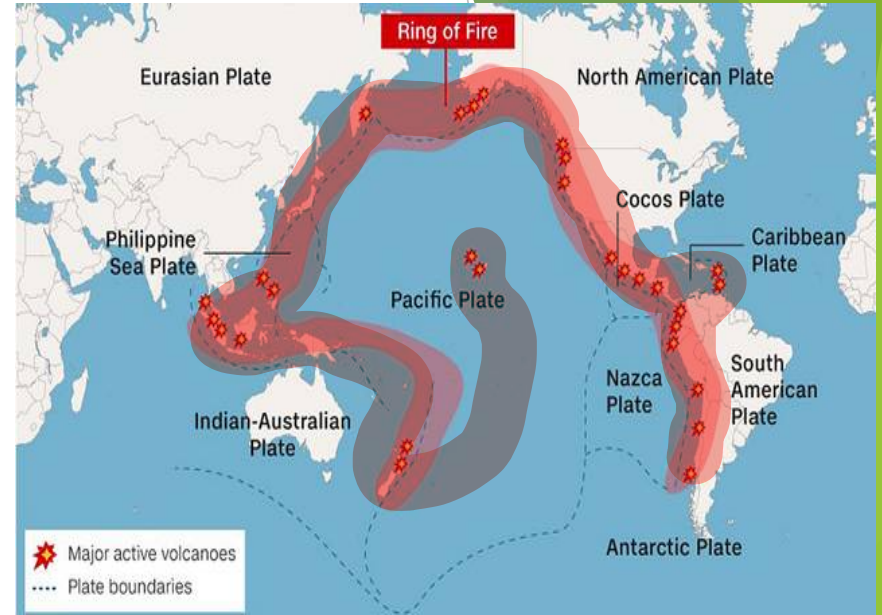 Ring of Fire
Eurasian Plate
North American Plate
Cocos Plate
Philippine
Sea Plate
Caribbean
Plate
Pacific Plate
Nazca
Plate
South
American
Plate
Indian-Australian
Plate
Antarctic Plate
Major active volcanoes
Plate boundaries